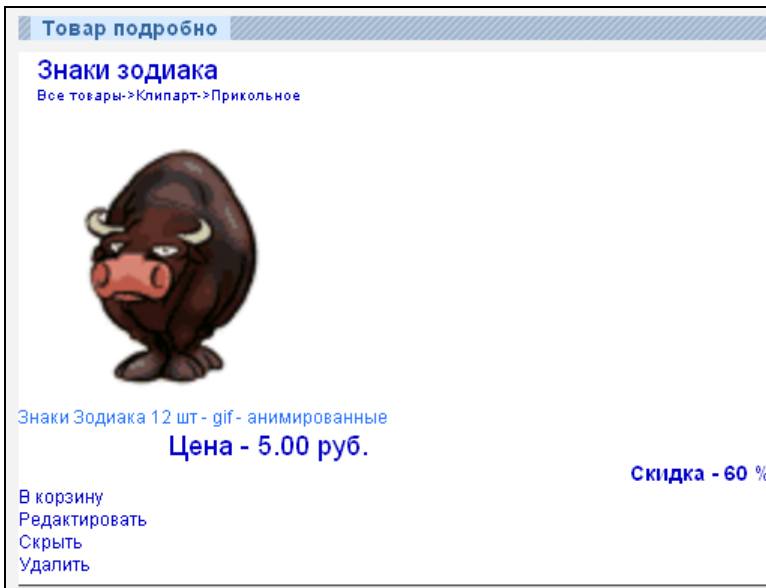 Товар подробно
Знаки зодиака
Все товары->Клипарт->Прикольное
Знаки Зодиака 12 шт - gif - анимированные
Цена - 5.00 руб.
Скидка - 60 %
В корзину
Редактировать
Скрыть
Удалить